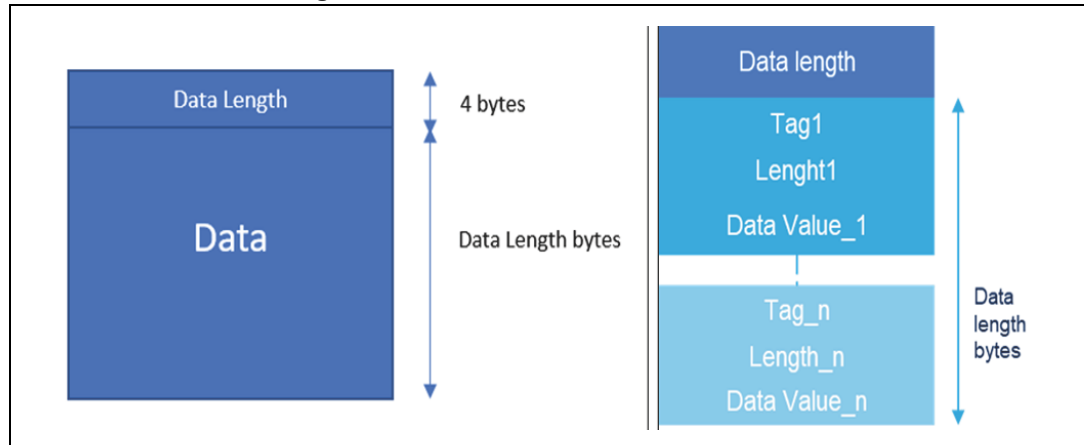 Data Length
4 bytes
Data
Data Length bytes
Data length
Tag1
Lenght1
Data Value_1
Tag_n
Length_n
Data Value_n
Data
length
bytes